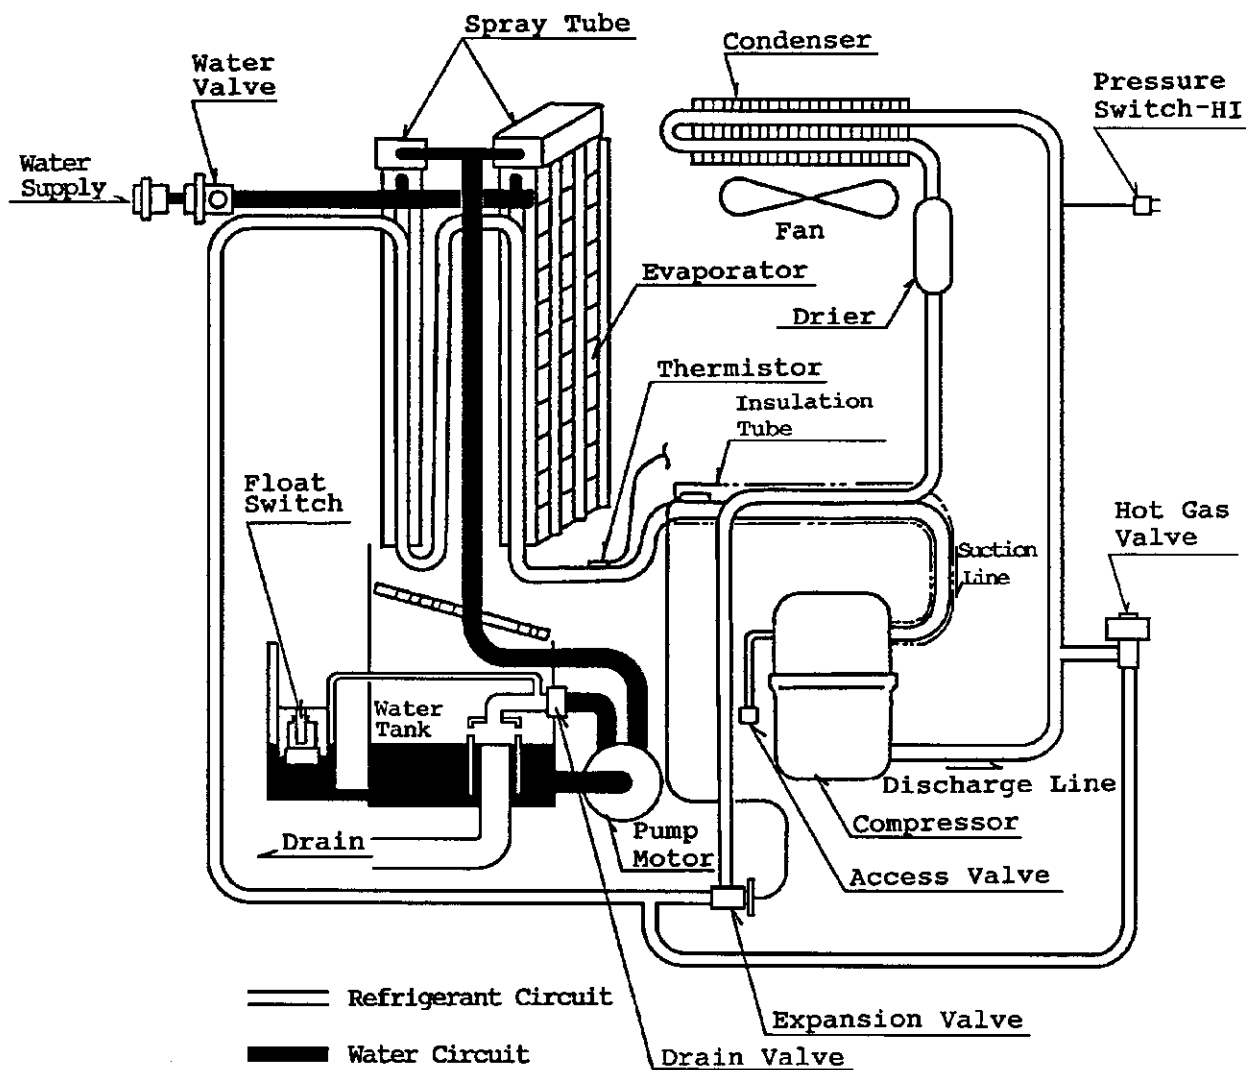 Spray Tube
Condenser
Water
Valve
Pressure
Switch-HI
Water
Supply
Fan
Evaporator
Drier
Thermistor
Insulation
Tube
Float
Switch
Hot Gas
Valve
Suction
Line
Water
Tank
Discharge Line
Drain
Pump
Motor
Compressor
Access Valve
Refrigerant Circuit
Expansion Valve
Water Circuit
Drain Valve